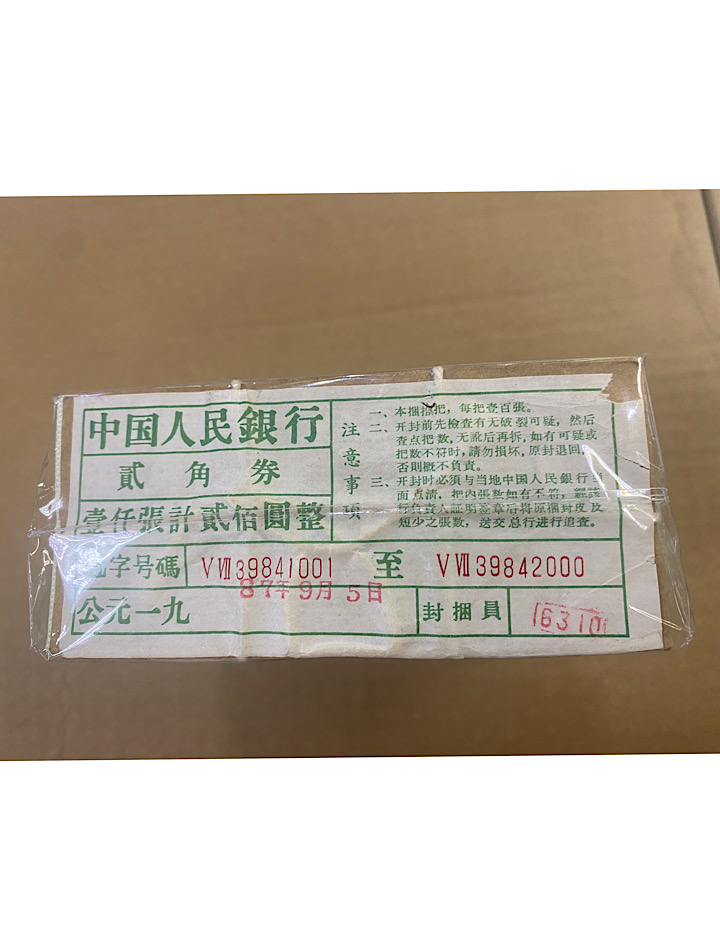 中国人民銀行
貳角券
壹仟張計貳佰圓整
注意事項
一、本捆拾把，每把壹百張。
二、开封前先檢查有无破裂可疑，然后
查点把数，无訛后再拆，如有可疑或
把数不符时，請勿損坏，原封退回，
否則概不負責。
三、开封时必須与当地中国人民銀行
面点清，把内張数如有不符，
負責人証明签章后将原捆封皮及
短少之張数，送交总行进行追查。
字号碼 VⅦ39841001 至 VⅦ39842000
87年9月5日
公元一九
封捆員